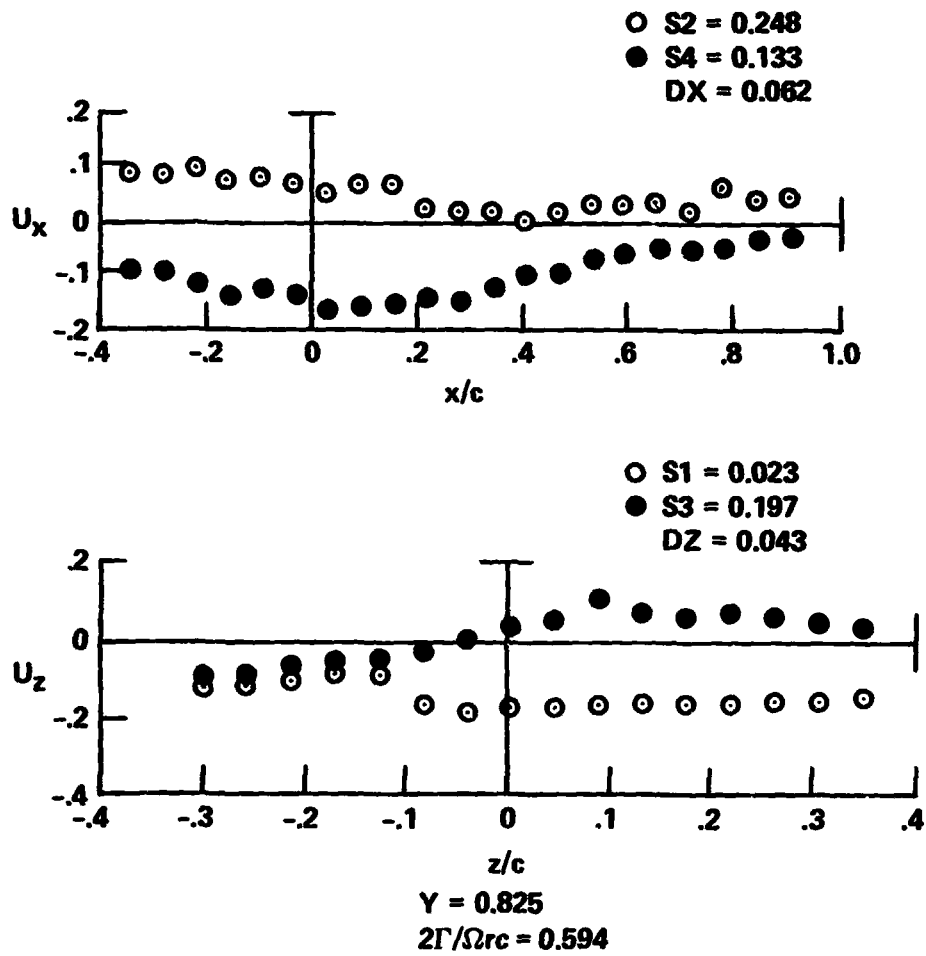 S2 = 0.248
S4 = 0.133
DX = 0.062
.2
.1
0
-.1
-.2
Ux
-.4 -.2 0 .2 .4 .6 .8 1.0
x/c
S1 = 0.023
S3 = 0.197
DZ = 0.043
.2
0
-.2
-.4
Uz
-.4 -.3 -.2 -.1 0 .1 .2 .3 .4
z/c
Y = 0.825
2Γ/Ωrc = 0.594